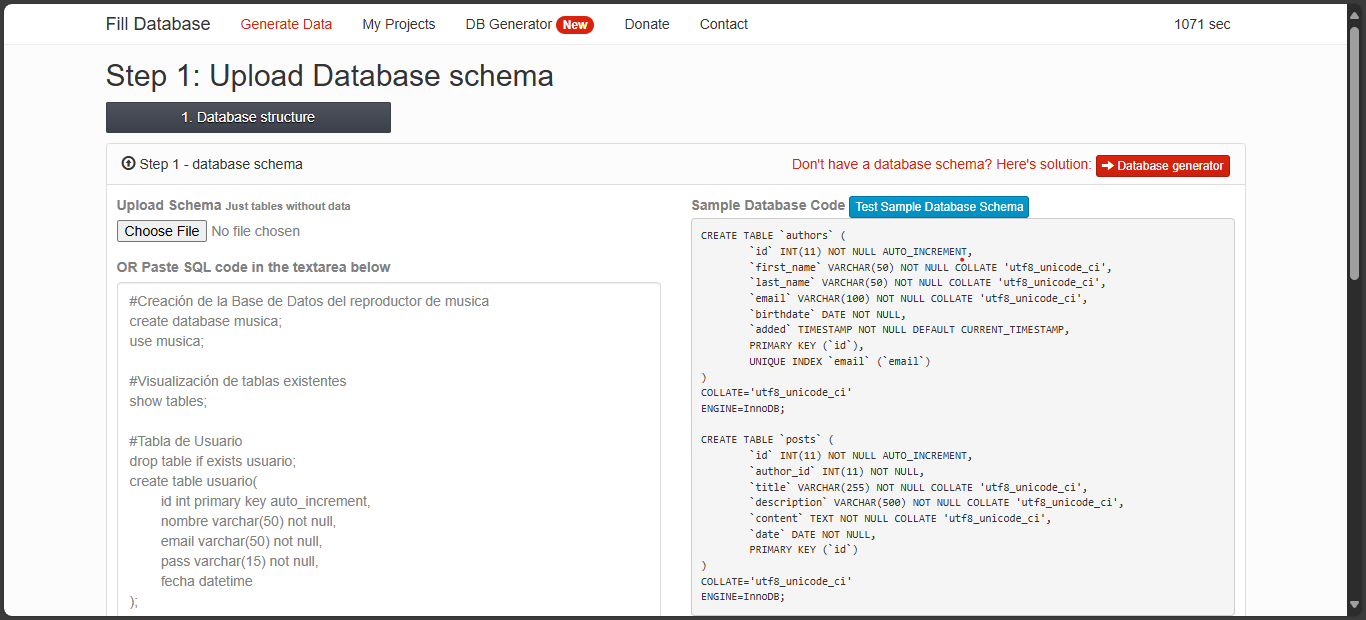 Fill Database Generate Data My Projects DB Generator New Donate Contact 1071 sec
Step 1: Upload Database schema
1. Database structure
Step 1 - database schema
Don't have a database schema? Here's solution: Database generator
Upload Schema Just tables without data
Choose File No file chosen
OR Paste SQL code in the textarea below
#Creación de la Base de Datos del reproductor de musica
create database musica;
use musica;
#Visualización de tablas existentes
show tables;
#Tabla de Usuario
drop table if exists usuario;
create table usuario(
id int primary key auto_increment,
nombre varchar(50) not null,
email varchar(50) not null,
pass varchar(15) not null,
fecha datetime
);
Sample Database Code Test Sample Database Schema
CREATE TABLE `authors` (
`id` INT(11) NOT NULL AUTO_INCREMENT,
`first_name` VARCHAR(50) NOT NULL COLLATE 'utf8_unicode_ci',
`last_name` VARCHAR(50) NOT NULL COLLATE 'utf8_unicode_ci',
`email` VARCHAR(100) NOT NULL COLLATE 'utf8_unicode_ci',
`birthdate` DATE NOT NULL,
`added` TIMESTAMP NOT NULL DEFAULT CURRENT_TIMESTAMP,
PRIMARY KEY (`id`),
UNIQUE INDEX `email` (`email`)
)
COLLATE='utf8_unicode_ci'
ENGINE=InnoDB;
CREATE TABLE `posts` (
`id` INT(11) NOT NULL AUTO_INCREMENT,
`author_id` INT(11) NOT NULL,
`title` VARCHAR(255) NOT NULL COLLATE 'utf8_unicode_ci',
`description` VARCHAR(500) NOT NULL COLLATE 'utf8_unicode_ci',
`content` TEXT NOT NULL COLLATE 'utf8_unicode_ci',
`date` DATE NOT NULL,
PRIMARY KEY (`id`)
)
COLLATE='utf8_unicode_ci'
ENGINE=InnoDB;